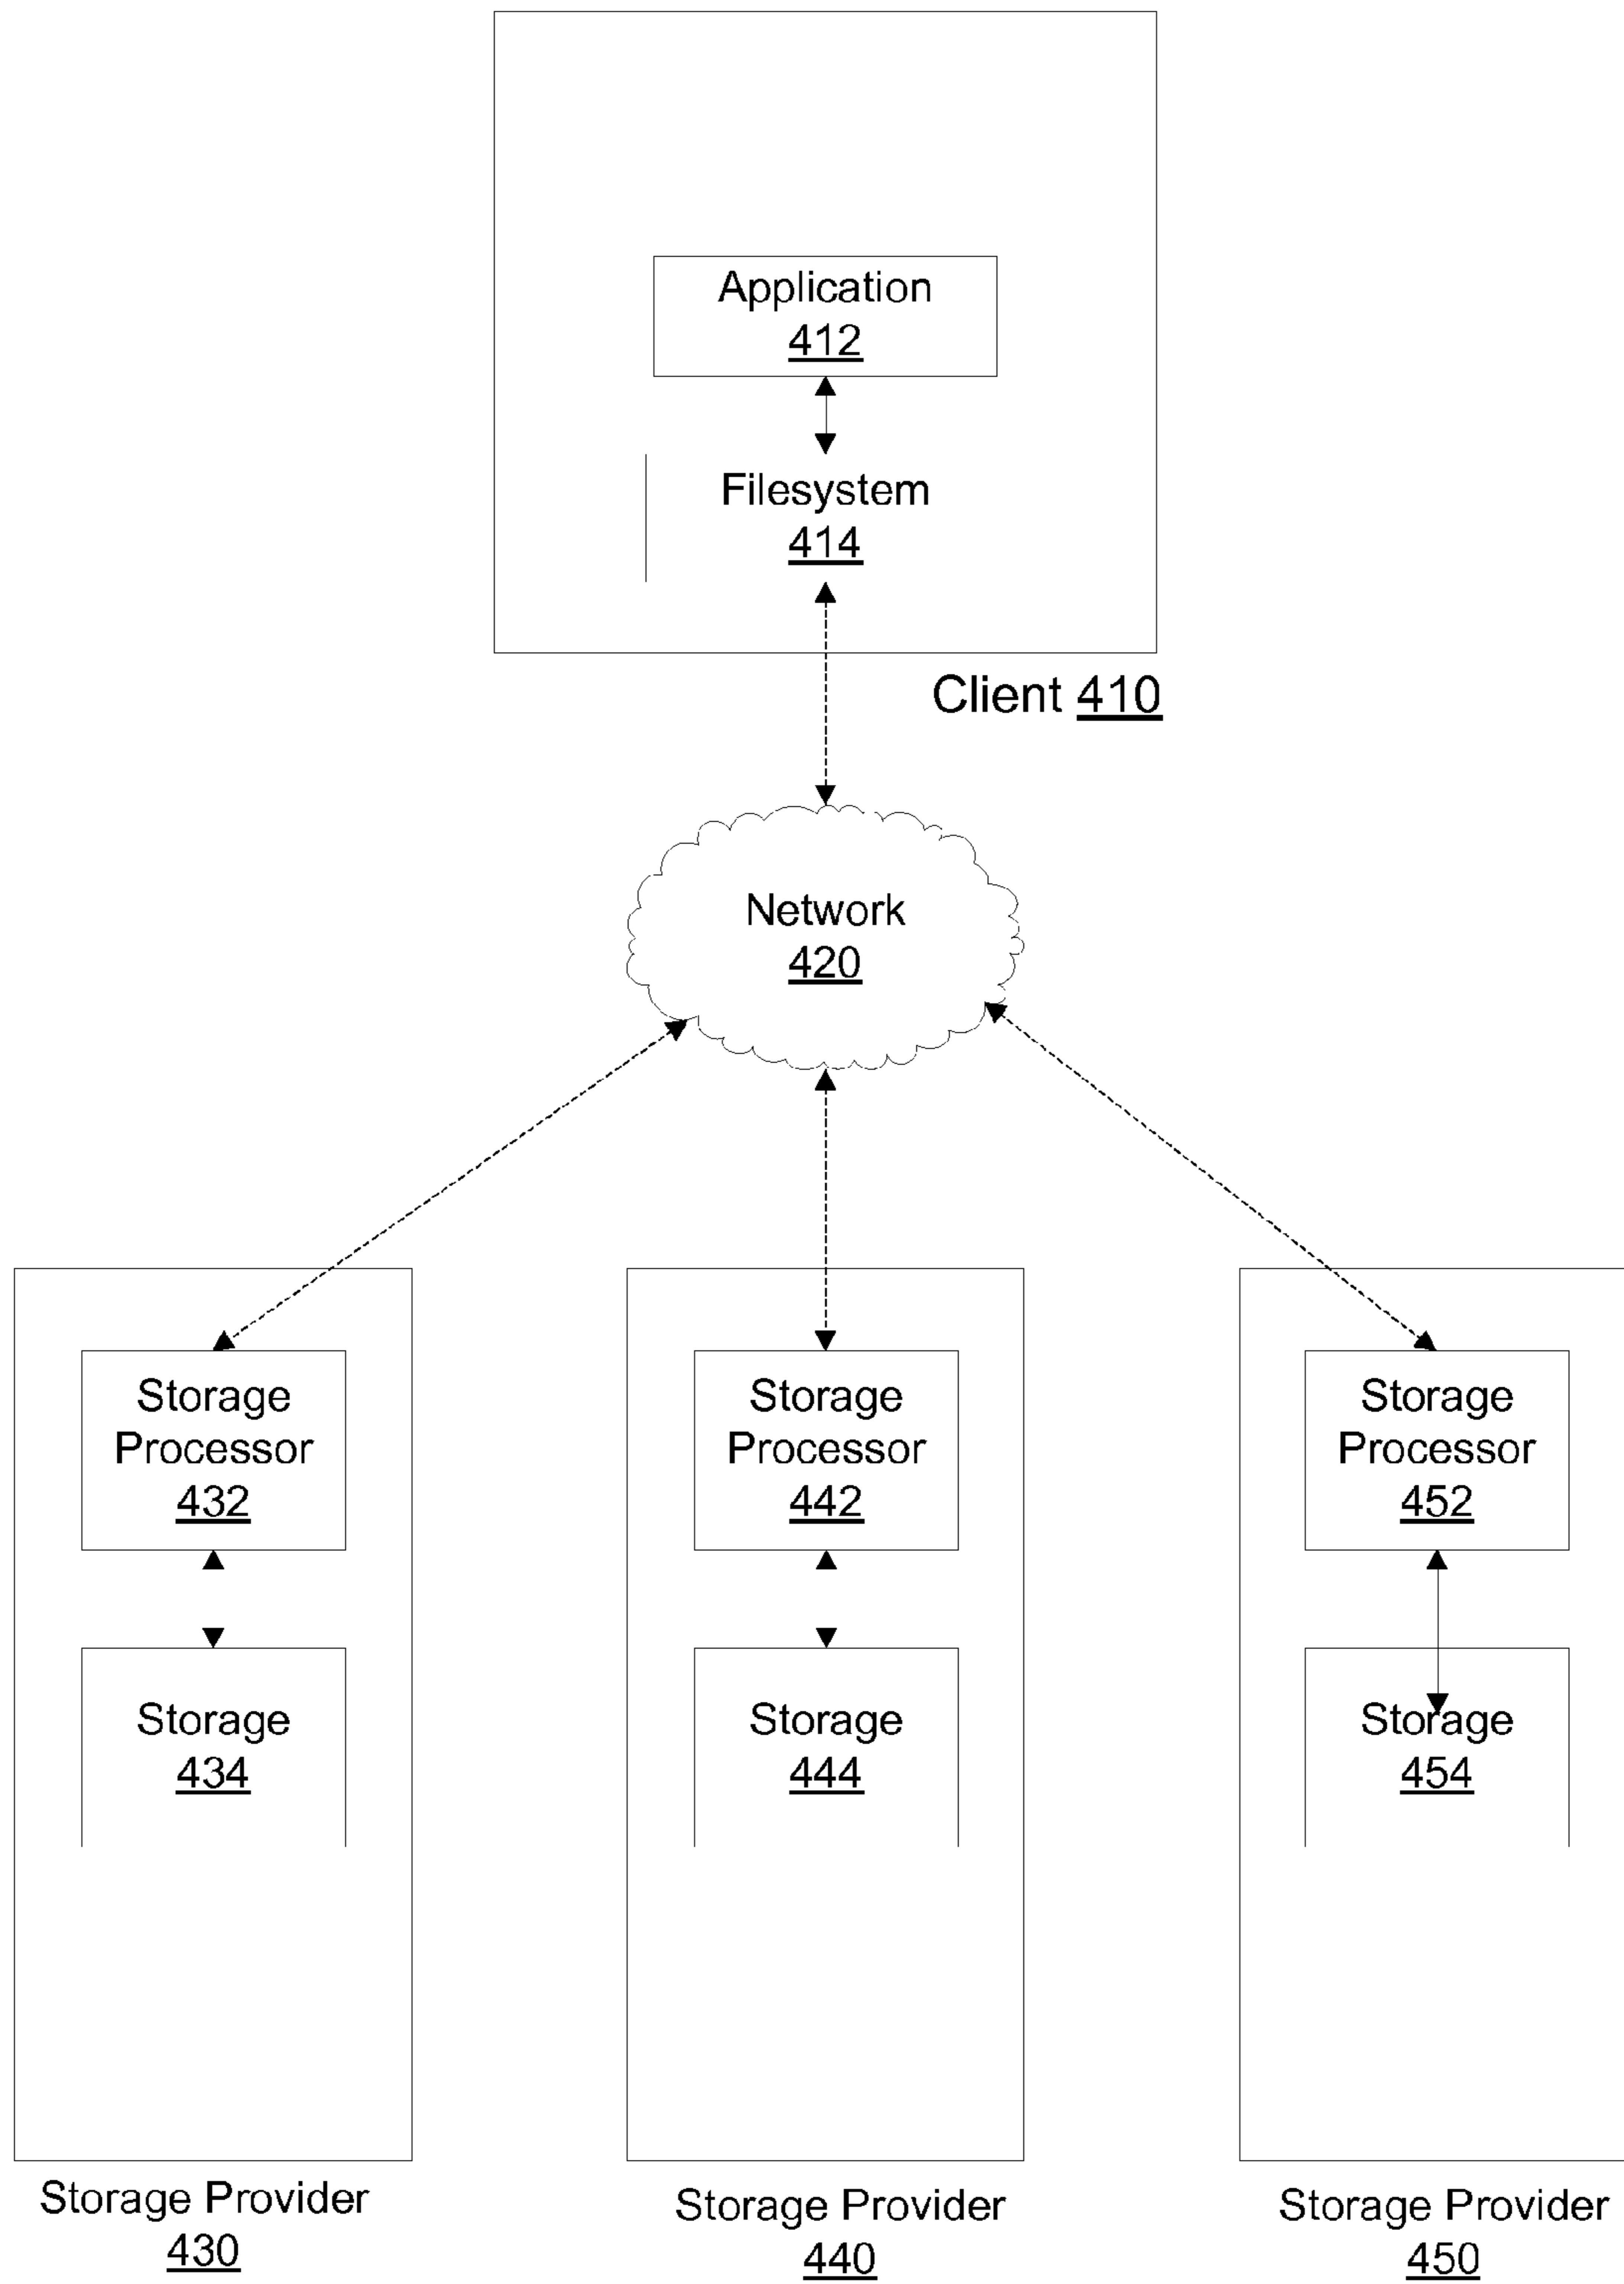 Application
412
Filesystem
414
Client 410
Network
420
Storage
Processor
432
Storage
Processor
442
Storage
Processor
452
Storage
434
Storage
444
Storage
454
Storage Provider
430
Storage Provider
440
Storage Provider
450